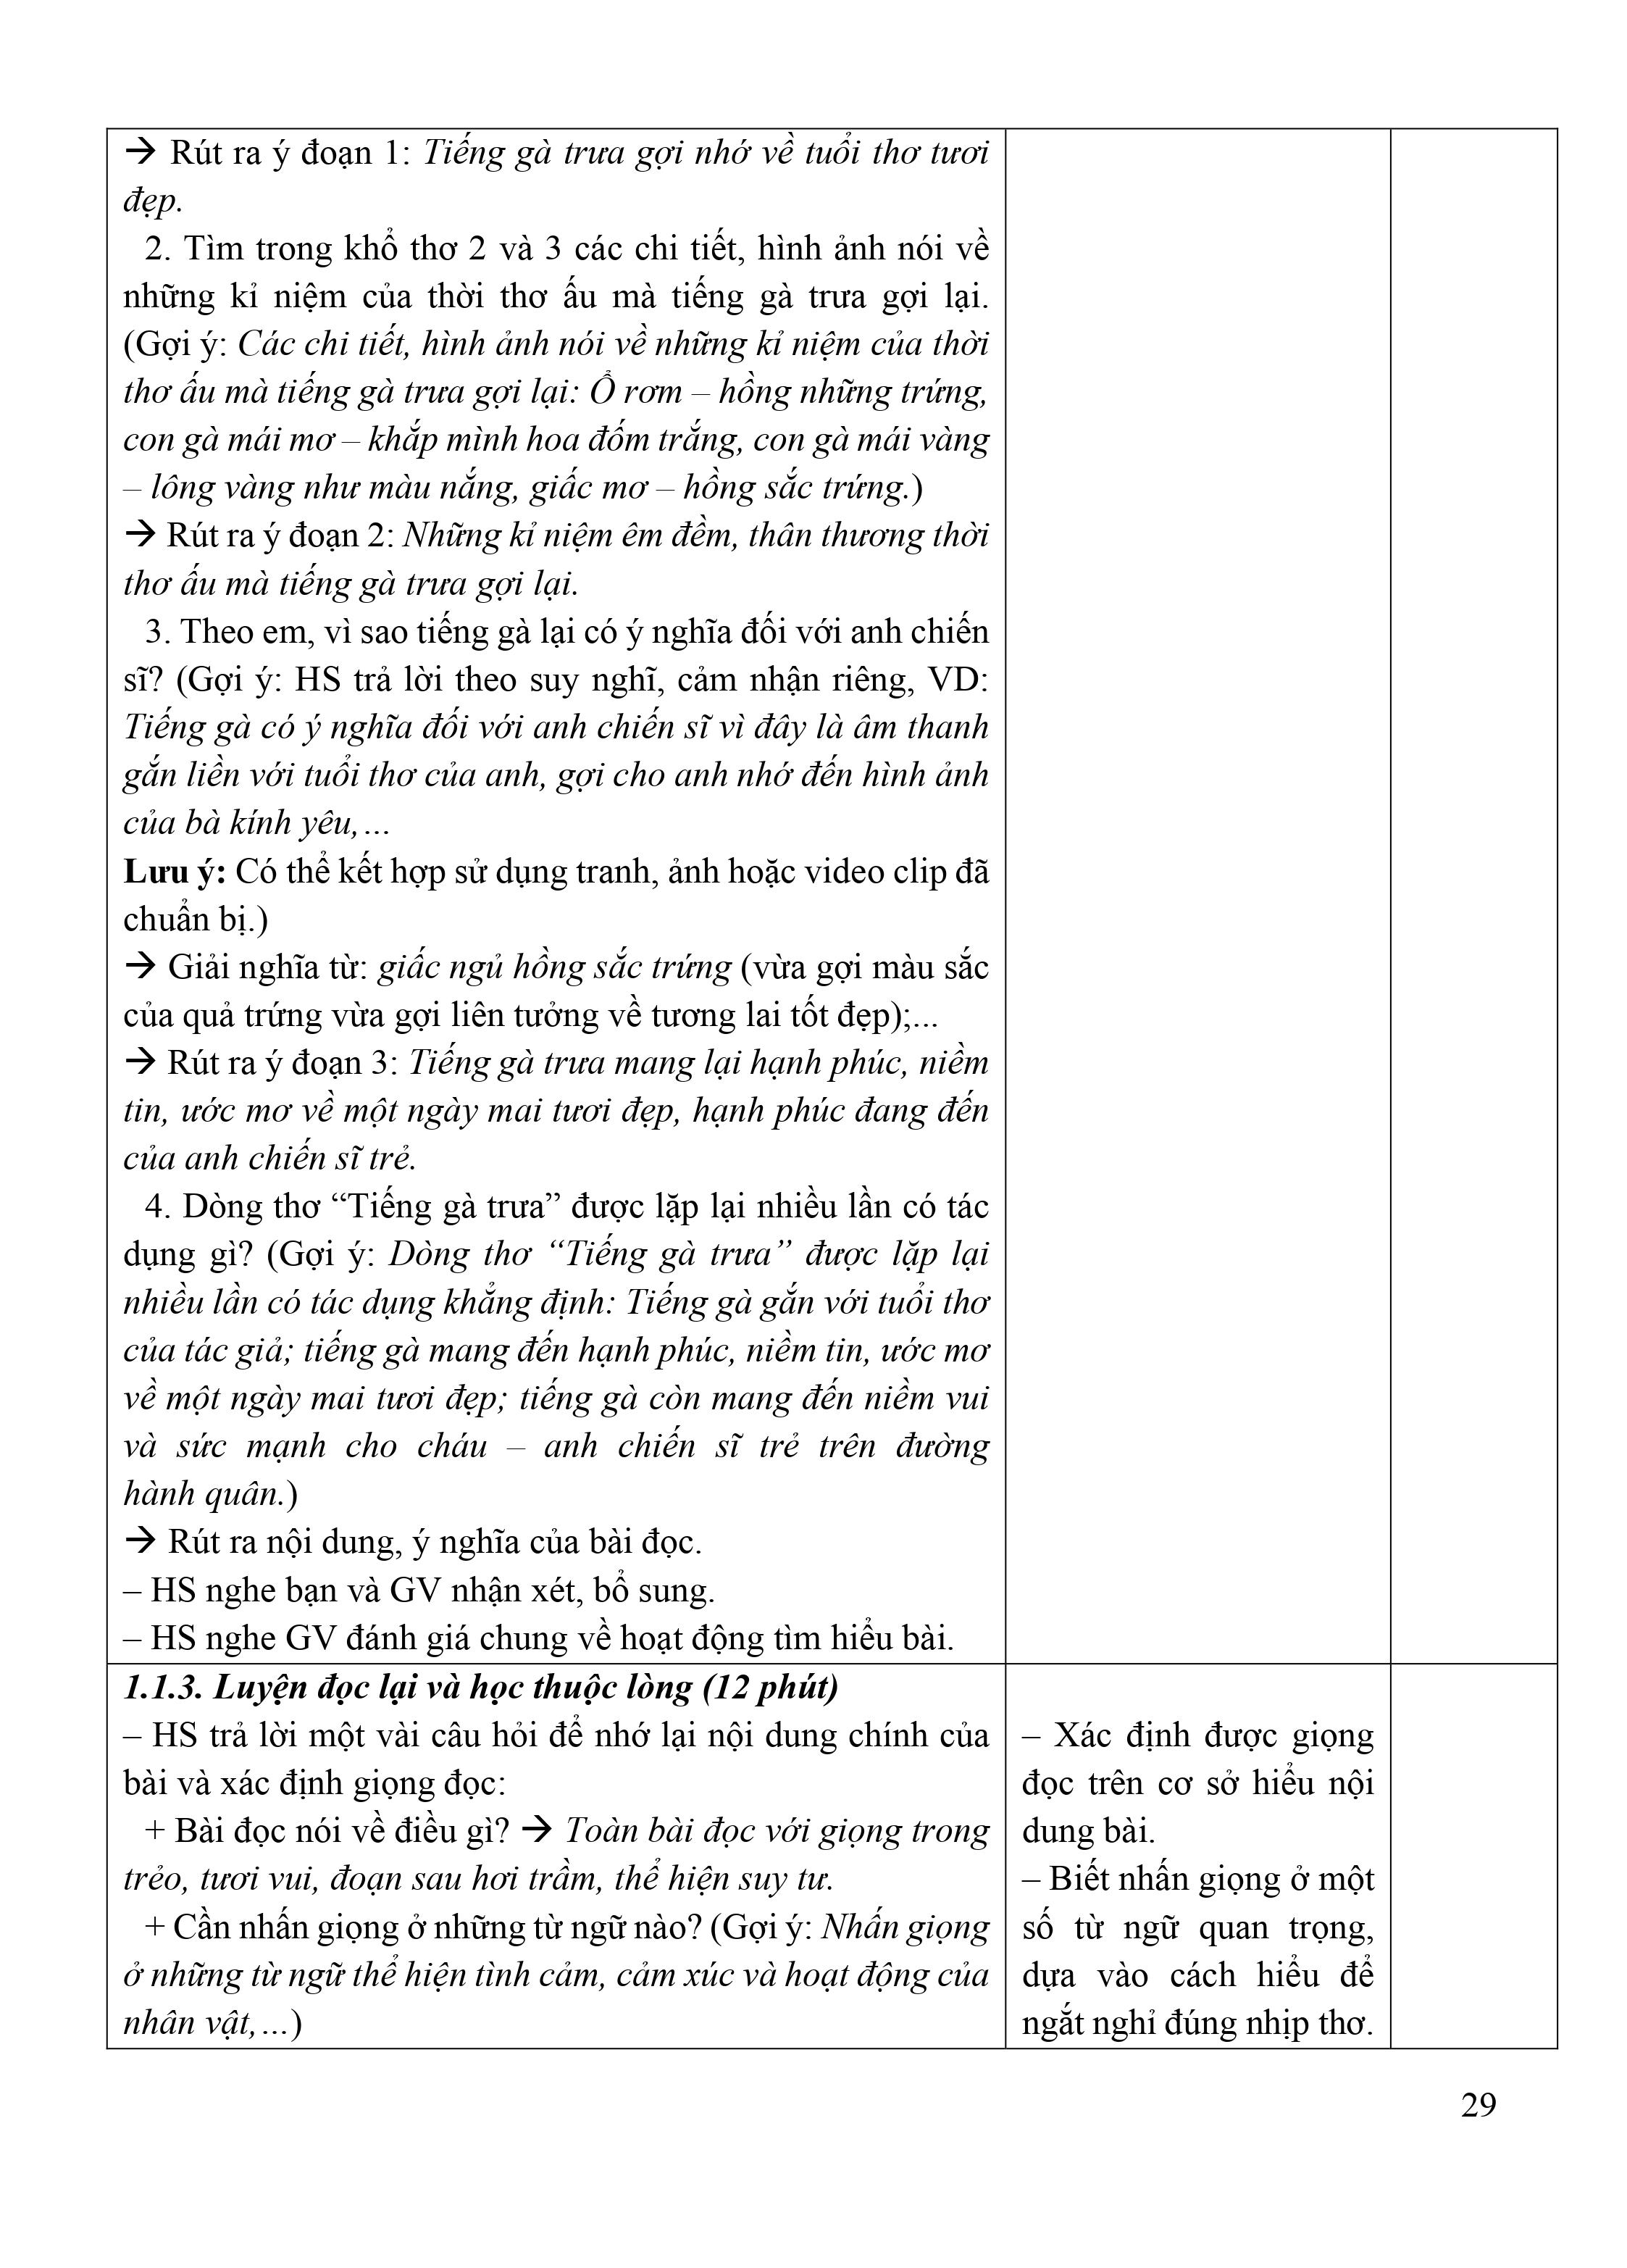 → Rút ra ý đoạn 1: Tiếng gà trưa gợi nhớ về tuổi thơ tươi
đẹp.
2. Tìm trong khổ thơ 2 và 3 các chi tiết, hình ảnh nói về
những kỉ niệm của thời thơ ấu mà tiếng gà trưa gợi lại.
(Gợi ý: Các chi tiết, hình ảnh nói về những kỉ niệm của thời
thơ ấu mà tiếng gà trưa gợi lại: Ổ rơm – hồng những trứng,
con gà mái mơ – khắp mình hoa đốm trắng, con gà mái vàng
– lông vàng như màu nắng, giấc mơ – hồng sắc trứng.)
→ Rút ra ý đoạn 2: Những kỉ niệm êm đềm, thân thương thời
thơ ấu mà tiếng gà trưa gợi lại.
3. Theo em, vì sao tiếng gà lại có ý nghĩa đối với anh chiến
sĩ? (Gợi ý: HS trả lời theo suy nghĩ, cảm nhận riêng, VD:
Tiếng gà có ý nghĩa đối với anh chiến sĩ vì đây là âm thanh
gắn liền với tuổi thơ của anh, gợi cho anh nhớ đến hình ảnh
của bà kính yêu,…
Lưu ý: Có thể kết hợp sử dụng tranh, ảnh hoặc video clip đã
chuẩn bị.)
→ Giải nghĩa từ: giấc ngủ hồng sắc trứng (vừa gợi màu sắc
của quả trứng vừa gợi liên tưởng về tương lai tốt đẹp);...
→ Rút ra ý đoạn 3: Tiếng gà trưa mang lại hạnh phúc, niềm
tin, ước mơ về một ngày mai tươi đẹp, hạnh phúc đang đến
của anh chiến sĩ trẻ.
4. Dòng thơ “Tiếng gà trưa” được lặp lại nhiều lần có tác
dụng gì? (Gợi ý: Dòng thơ “Tiếng gà trưa” được lặp lại
nhiều lần có tác dụng khẳng định: Tiếng gà gắn với tuổi thơ
của tác giả; tiếng gà mang đến hạnh phúc, niềm tin, ước mơ
về một ngày mai tươi đẹp; tiếng gà còn mang đến niềm vui
và sức mạnh cho cháu – anh chiến sĩ trẻ trên đường
hành quân.)
→ Rút ra nội dung, ý nghĩa của bài đọc.
– HS nghe bạn và GV nhận xét, bổ sung.
– HS nghe GV đánh giá chung về hoạt động tìm hiểu bài.
1.1.3. Luyện đọc lại và học thuộc lòng (12 phút)
– HS trả lời một vài câu hỏi để nhớ lại nội dung chính của
bài và xác định giọng đọc:
+ Bài đọc nói về điều gì? → Toàn bài đọc với giọng trong
trẻo, tươi vui, đoạn sau hơi trầm, thể hiện suy tư.
+ Cần nhấn giọng ở những từ ngữ nào? (Gợi ý: Nhấn giọng
ở những từ ngữ thể hiện tình cảm, cảm xúc và hoạt động của
nhân vật,…)
– Xác định được giọng
đọc trên cơ sở hiểu nội
dung bài.
– Biết nhấn giọng ở một
số từ ngữ quan trọng,
dựa vào cách hiểu để
ngắt nghỉ đúng nhịp thơ.
29